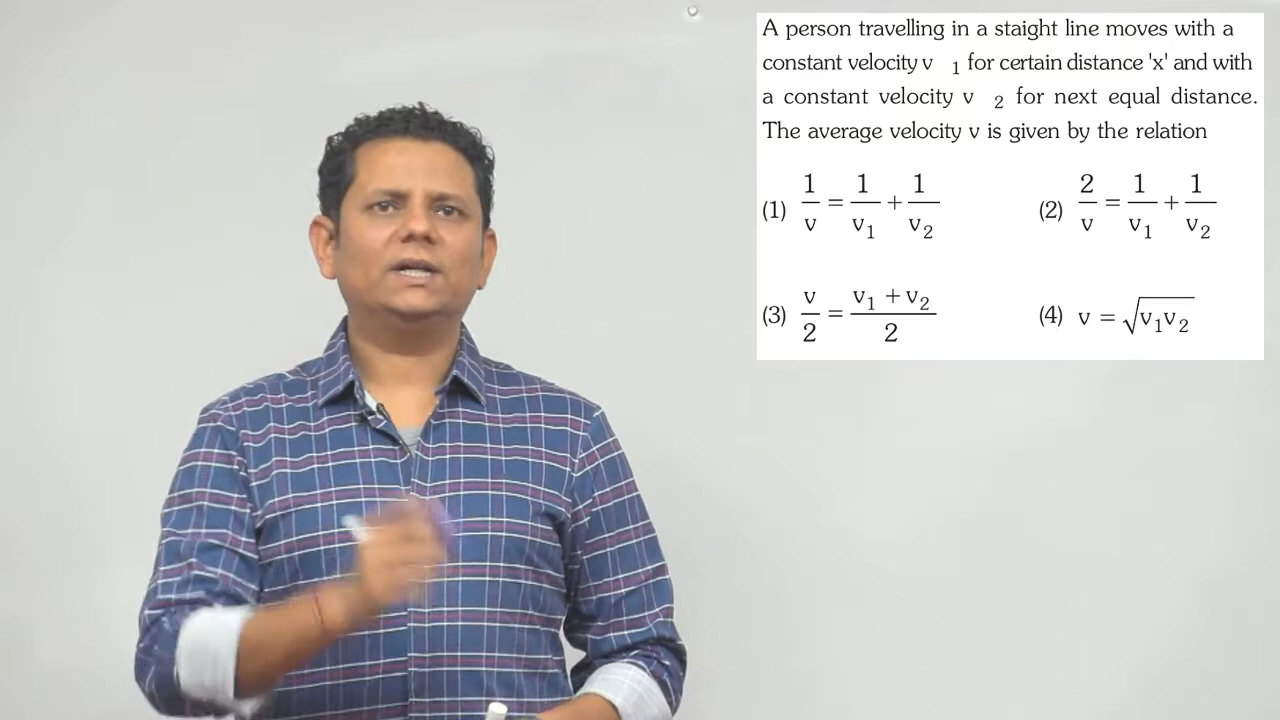 A person travelling in a staight line moves with a
constant velocity v 1 for certain distance 'x' and with
a constant velocity v 2 for next equal distance.
The average velocity v is given by the relation
(1) 1/v = 1/v₁ + 1/v₂ (2) 2/v = 1/v₁ + 1/v₂
(3) v/2 = (v₁ + v₂)/2 (4) v = √(v₁v₂)